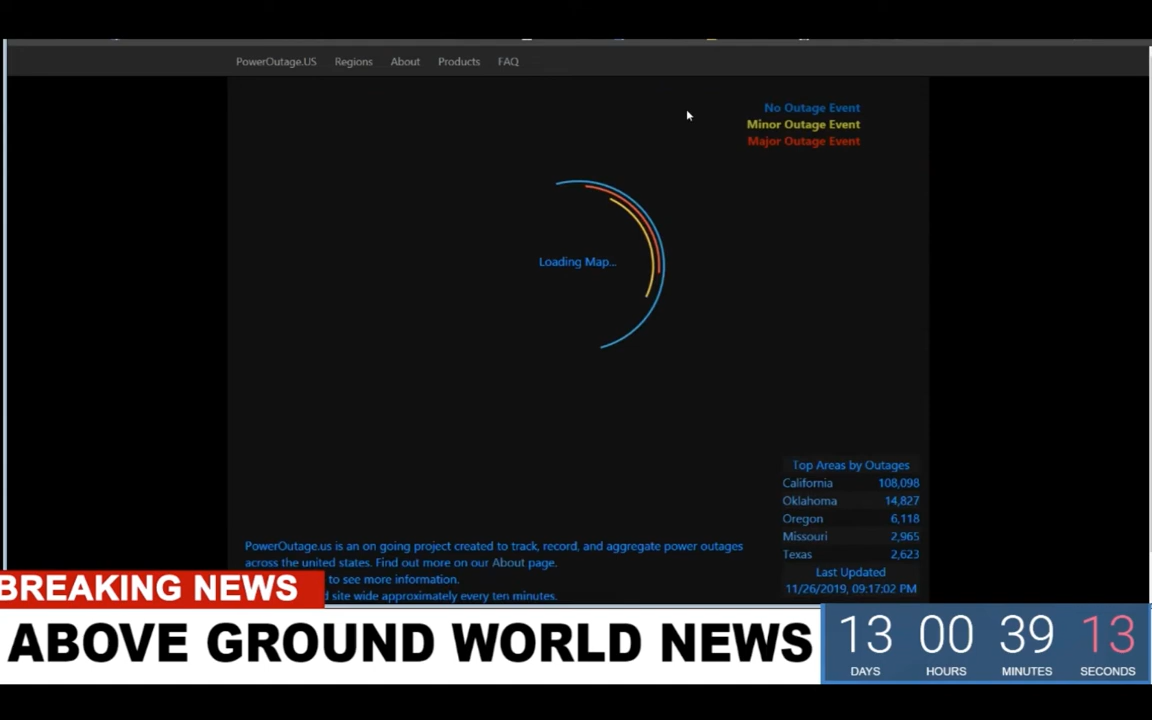 PowerOutage.US Regions About Products FAQ
No Outage Event
Minor Outage Event
Major Outage Event
Loading Map...
Top Areas by Outages
California 108,098
Oklahoma 14,827
Oregon 6,118
Missouri 2,965
Texas 2,623
Last Updated
11/26/2019, 09:17:02 PM
PowerOutage.us is an on going project created to track, record, and aggregate power outages
across the united states. Find out more on our About page.
to see more information.
site wide approximately every ten minutes.
BREAKING NEWS
ABOVE GROUND WORLD NEWS
13 00 39 13
DAYS HOURS MINUTES SECONDS